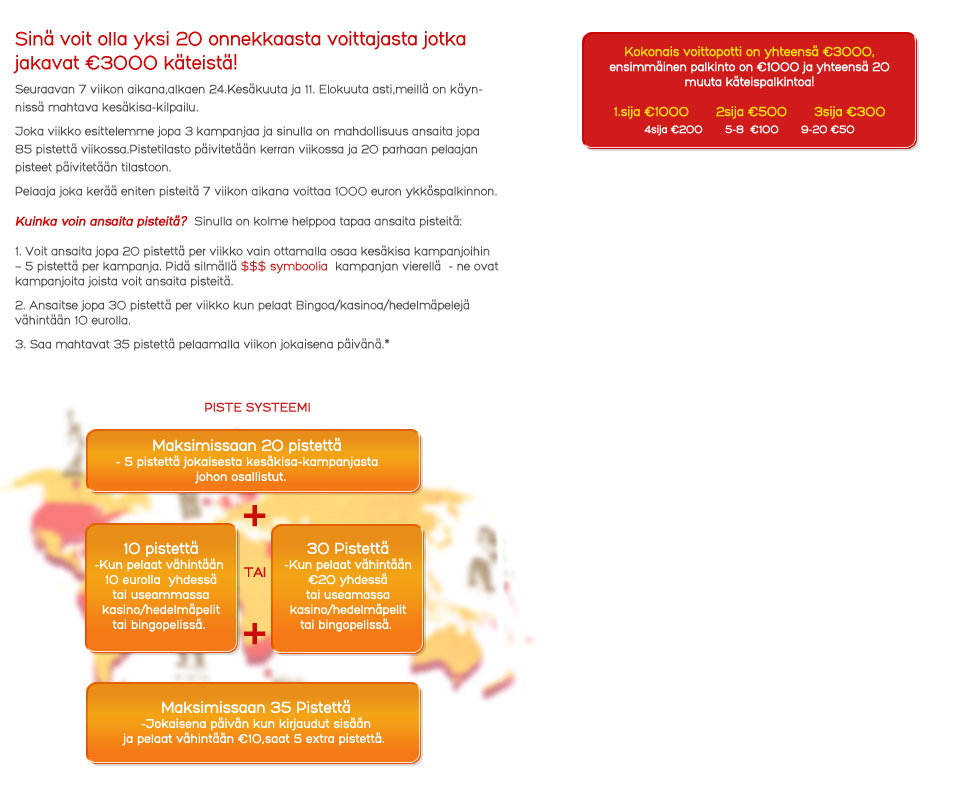 Sinä voit olla yksi 20 onnekkaasta voittajasta jotka
jakavat €3000 käteistä!
Seuraavan 7 viikon aikana,alkaen 24.Kesäkuuta ja 11. Elokuuta asti,meillä on käyn-
nissä mahtava kesäkisa-kilpailu.
Joka viikko esittelemme jopa 3 kampanjaa ja sinulla on mahdollisuus ansaita jopa
85 pistettä viikossa.Pistetilasto päivitetään kerran viikossa ja 20 parhaan pelaajan
pisteet päivitetään tilastoon.
Pelaaja joka kerää eniten pisteitä 7 viikon aikana voittaa 1000 euron ykköspalkinnon.
Kuinka voin ansaita pisteitä? Sinulla on kolme helppoa tapaa ansaita pisteitä:
1. Voit ansaita jopa 20 pistettä per viikko vain ottamalla osaa kesäkisa kampanjoihin
– 5 pistettä per kampanja. Pidä silmällä $$$ symboolia kampanjan vierellä - ne ovat
kampanjoita joista voit ansaita pisteitä.
2. Ansaitse jopa 30 pistettä per viikko kun pelaat Bingoa/kasinoa/hedelmäpelejä
vähintään 10 eurolla.
3. Saa mahtavat 35 pistettä pelaamalla viikon jokaisena päivänä.*
Kokonais voittopotti on yhteensä €3000,
ensimmäinen palkinto on €1000 ja yhteensä 20
muuta käteispalkintoa!
1.sija €1000 2sija €500 3sija €300
4sija €200 5-8 €100 9-20 €50
PISTE SYSTEEMI
Maksimissaan 20 pistettä
- 5 pistettä jokaisesta kesäkisa-kampanjasta
johon osallistut.
+
10 pistettä
-Kun pelaat vähintään
10 eurolla yhdessä
tai useammassa
kasino/hedelmäpelit
tai bingopelissä.
TAI
30 Pistettä
-Kun pelaat vähintään
€20 yhdessä
tai useamassa
kasino/hedelmäpelit
tai bingopelissä.
+
Maksimissaan 35 Pistettä
-Jokaisena päivän kun kirjaudut sisään
ja pelaat vähintään €10,saat 5 extra pistettä.